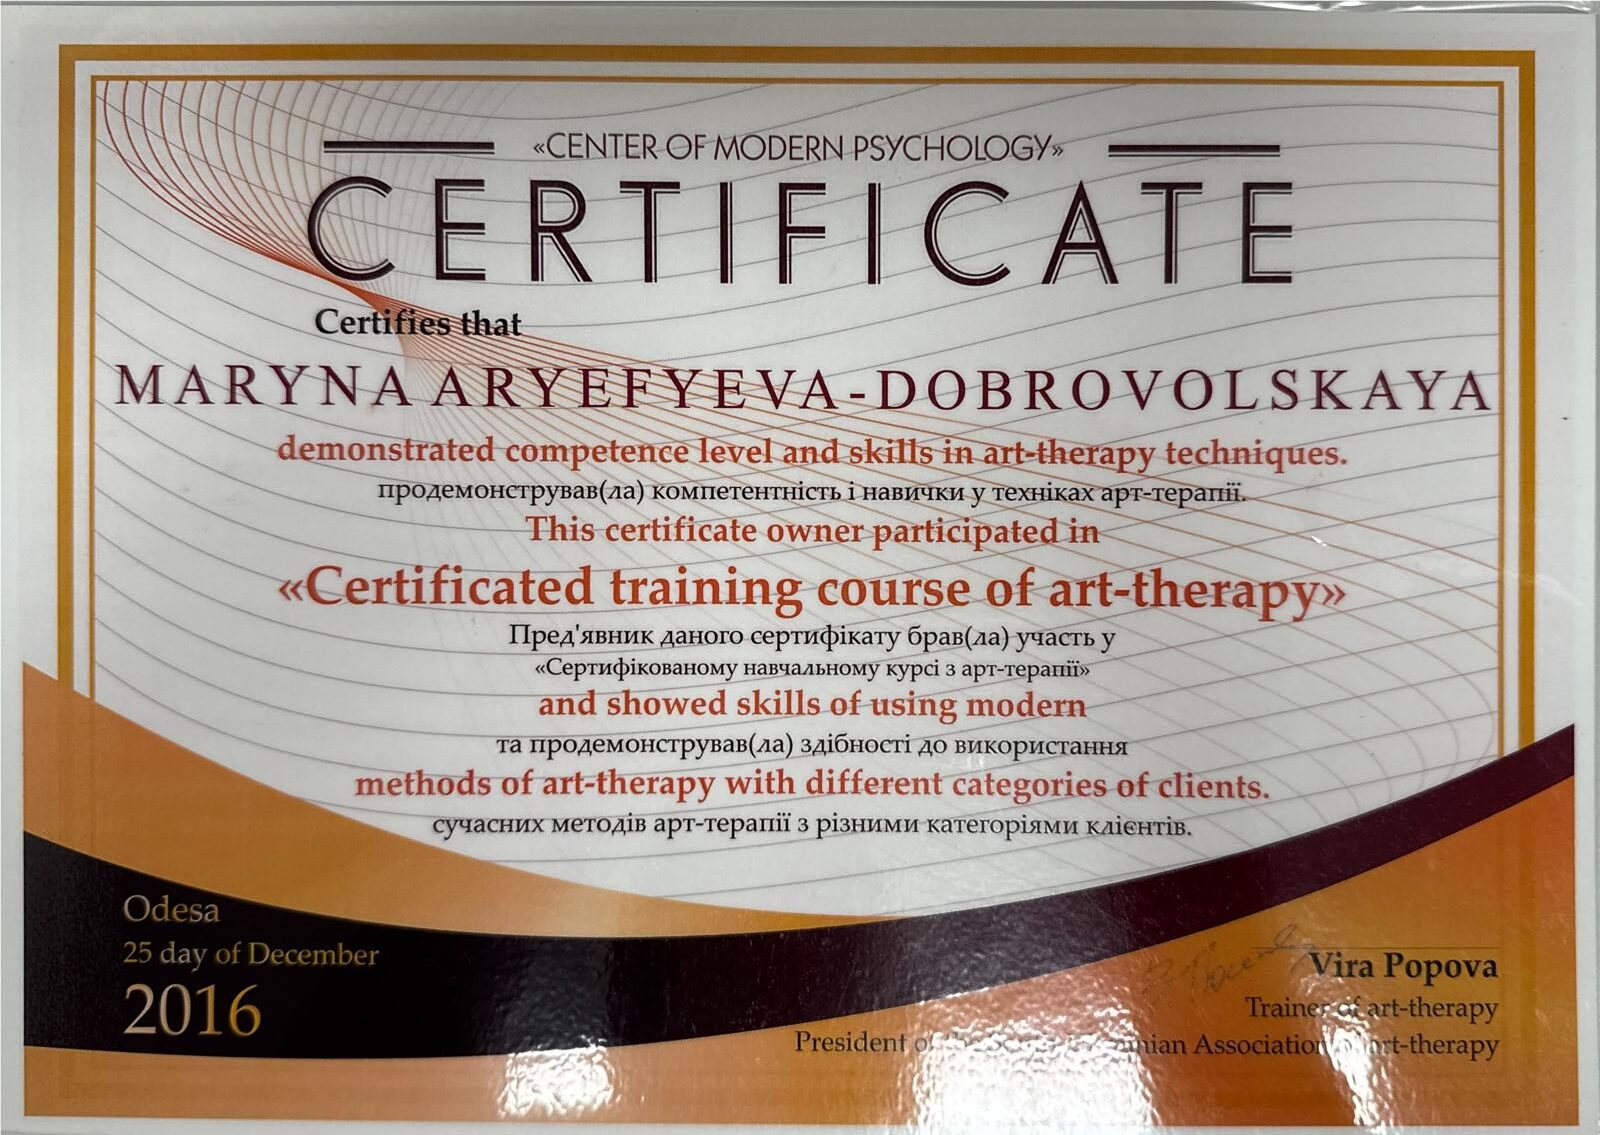 «CENTER OF MODERN PSYCHOLOGY»
CERTIFICATE
Certifies that
MARYNA ARYEFYEVA-DOBROVOLSKAYA
demonstrated competence level and skills in art-therapy techniques.
продемонстрував(ла) компетентність і навички у техніках арт-терапії.
This certificate owner participated in
«Certificated training course of art-therapy»
Пред'явник даного сертифікату брав(ла) участь у
«Сертифікованому навчальному курсі з арт-терапії»
and showed skills of using modern
та продемонстрував(ла) здібності до використання
methods of art-therapy with different categories of clients.
сучасних методів арт-терапії з різними категоріями клієнтів.
Odesa
25 day of December
2016
Vira Popova
Trainer of art-therapy
President Association art-therapy